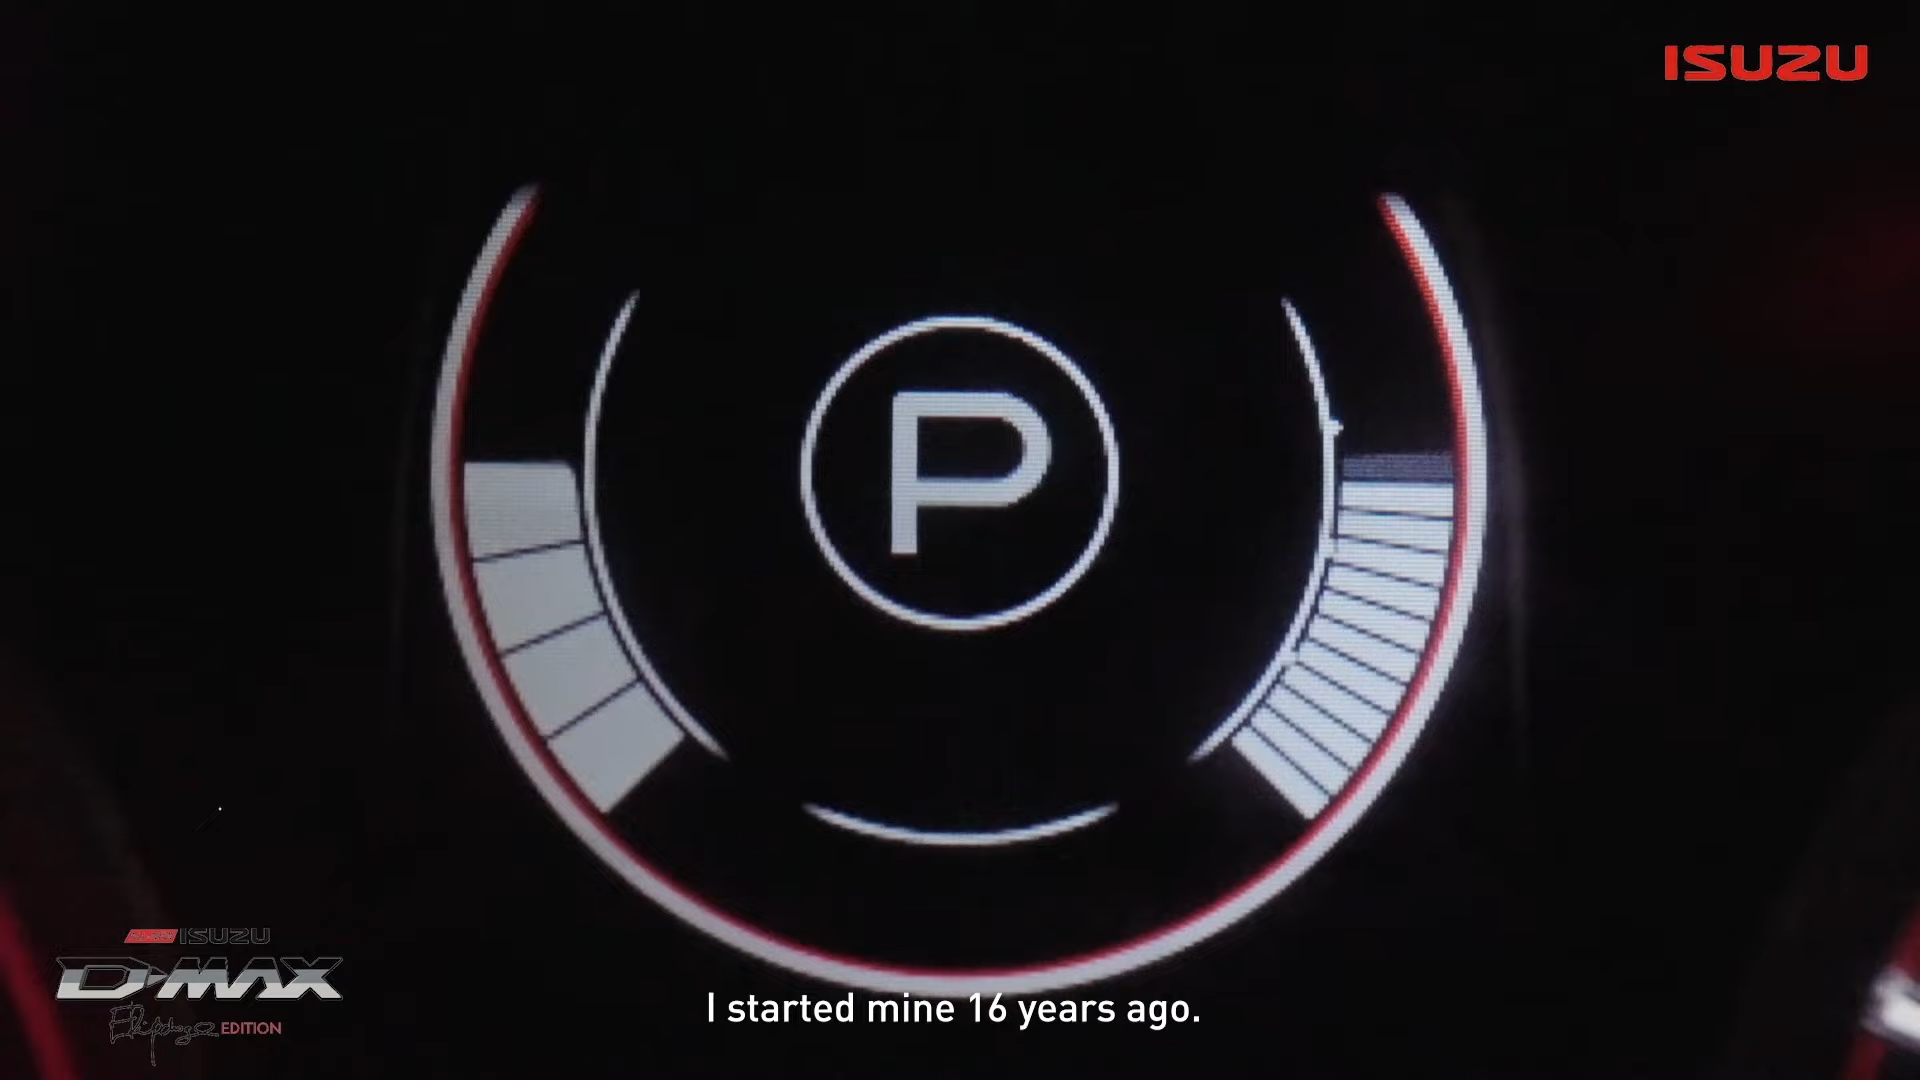 ISUZU
P
ISUZU
D-MAX
EDITION
I started mine 16 years ago.